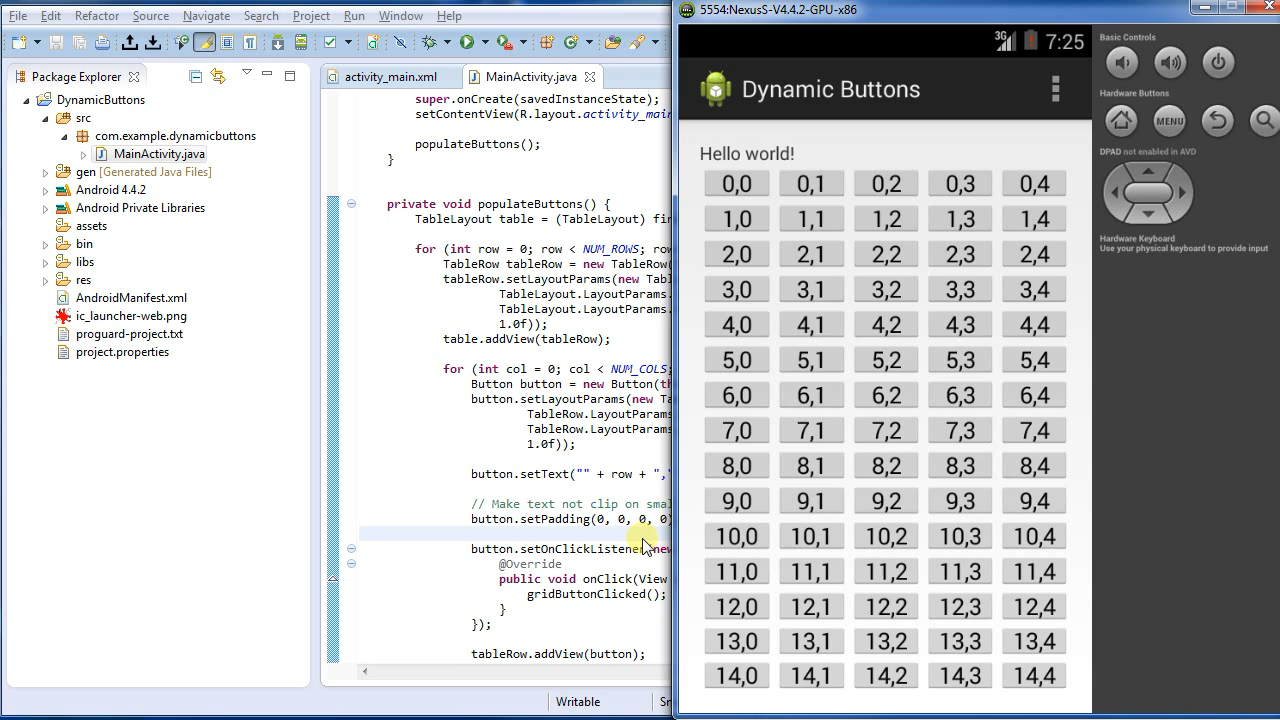 File Edit Refactor Source Navigate Search Project Run Window Help
Package Explorer
DynamicButtons
src
com.example.dynamicbuttons
MainActivity.java
gen [Generated Java Files]
Android 4.4.2
Android Private Libraries
assets
bin
libs
res
AndroidManifest.xml
ic_launcher-web.png
proguard-project.txt
project.properties
activity_main.xml MainActivity.java
super.onCreate(savedInstanceState);
setContentView(R.layout.activity_mai
populateButtons();
}
private void populateButtons() {
TableLayout table = (TableLayout) fin
for (int row = 0; row < NUM_ROWS; row
TableRow tableRow = new TableRow(
tableRow.setLayoutParams(new Tabl
TableLayout.LayoutParams.
TableLayout.LayoutParams.
1.0f));
table.addView(tableRow);
for (int col = 0; col < NUM_COLS;
Button button = new Button(th
button.setLayoutParams(new Ta
TableRow.LayoutParams
TableRow.LayoutParams
1.0f));
button.setText("" + row + ","
// Make text not clip on smal
button.setPadding(0, 0, 0, 0)
button.setOnClickListener(new
@Override
public void onClick(View
gridButtonClicked();
}
});
tableRow.addView(button);
Writable Sm
5554:NexusS-V4.4.2-GPU-x86
3G 7:25
Dynamic Buttons
Hello world!
0,0 0,1 0,2 0,3 0,4
1,0 1,1 1,2 1,3 1,4
2,0 2,1 2,2 2,3 2,4
3,0 3,1 3,2 3,3 3,4
4,0 4,1 4,2 4,3 4,4
5,0 5,1 5,2 5,3 5,4
6,0 6,1 6,2 6,3 6,4
7,0 7,1 7,2 7,3 7,4
8,0 8,1 8,2 8,3 8,4
9,0 9,1 9,2 9,3 9,4
10,0 10,1 10,2 10,3 10,4
11,0 11,1 11,2 11,3 11,4
12,0 12,1 12,2 12,3 12,4
13,0 13,1 13,2 13,3 13,4
14,0 14,1 14,2 14,3 14,4
Basic Controls
Hardware Buttons
MENU
DPAD not enabled in AVD
Hardware Keyboard
Use your physical keyboard to provide input